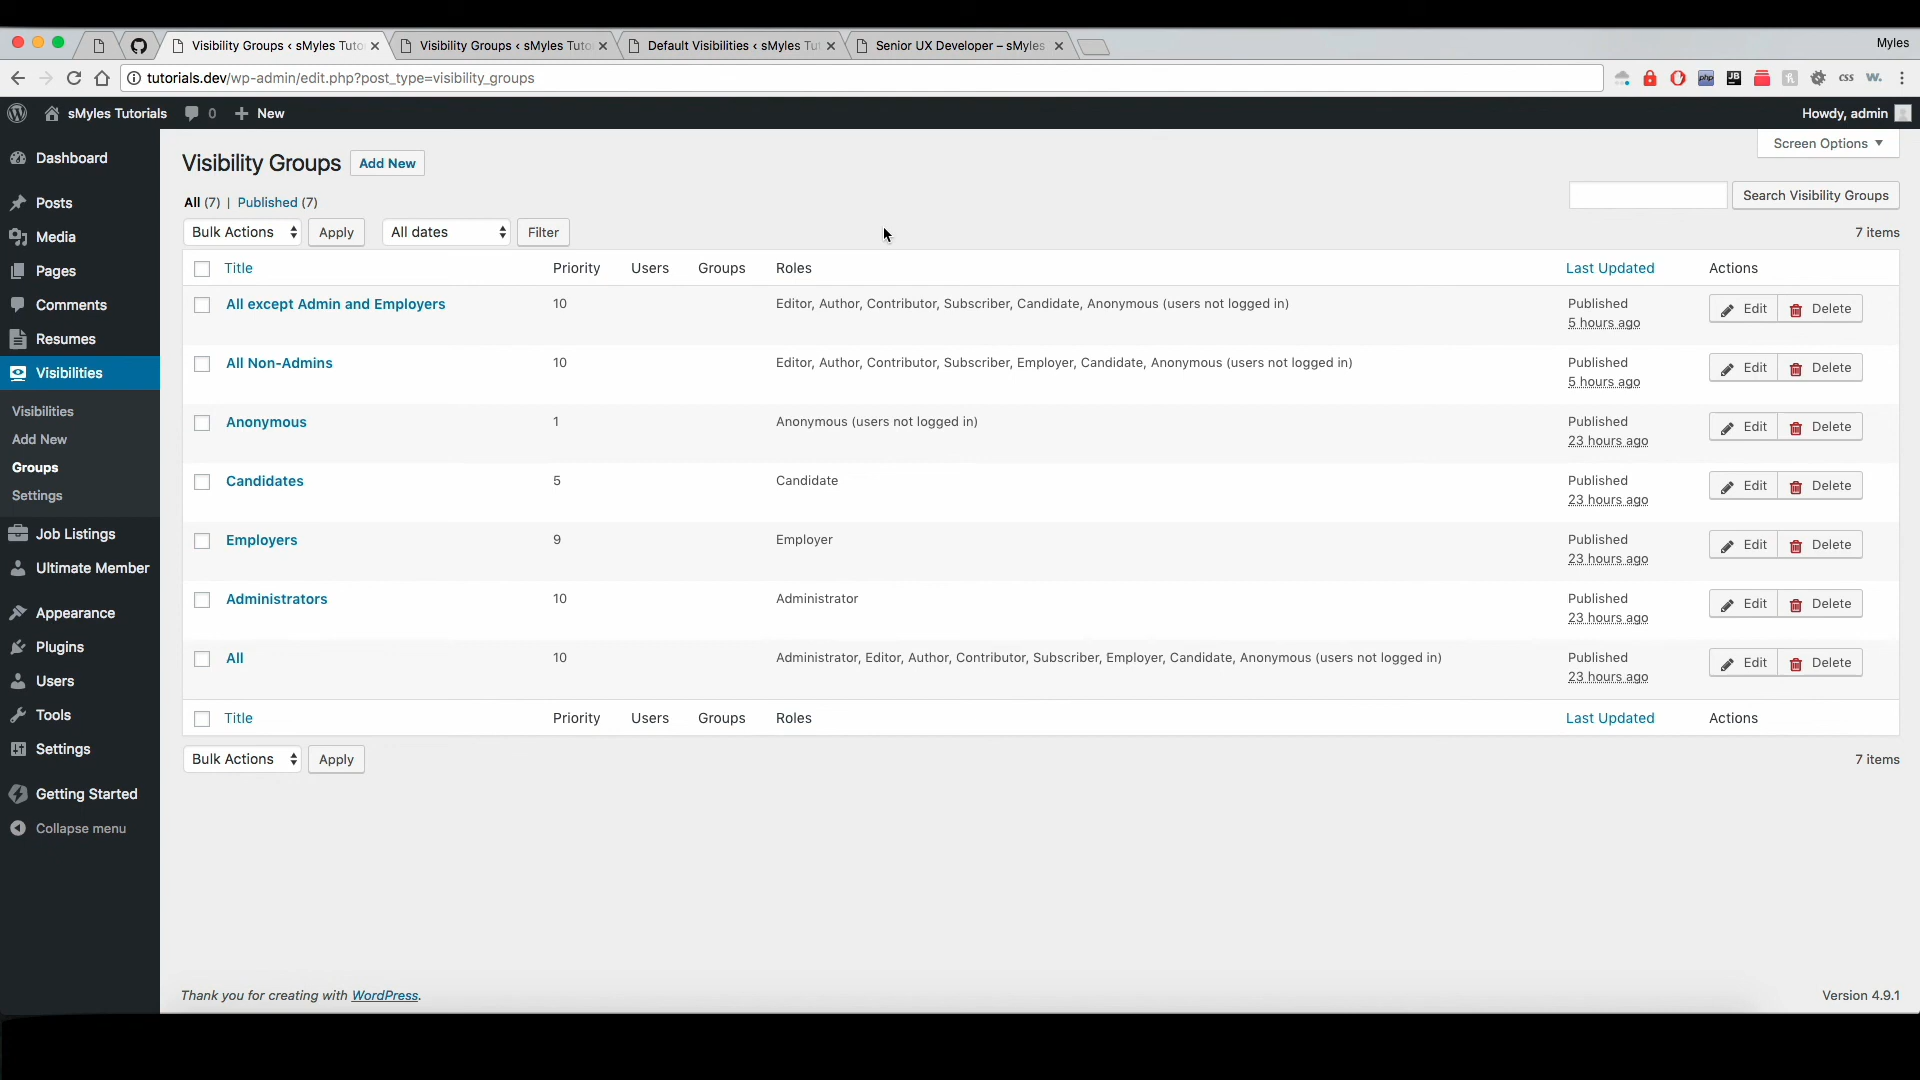 Visibility Groups ‹ sMyles Tuto
Visibility Groups ‹ sMyles Tuto
Default Visibilities ‹ sMyles Tut
Senior UX Developer – sMyles
Myles
tutorials.dev/wp-admin/edit.php?post_type=visibility_groups
php JB css w.
sMyles Tutorials 0 New
Howdy, admin
Screen Options
Visibility Groups Add New
All (7) | Published (7)
Search Visibility Groups
Bulk Actions Apply All dates Filter
7 items
Title Priority Users Groups Roles Last Updated Actions
All except Admin and Employers 10 Editor, Author, Contributor, Subscriber, Candidate, Anonymous (users not logged in) Published Edit Delete
5 hours ago
All Non-Admins 10 Editor, Author, Contributor, Subscriber, Employer, Candidate, Anonymous (users not logged in) Published Edit Delete
5 hours ago
Anonymous 1 Anonymous (users not logged in) Published Edit Delete
23 hours ago
Candidates 5 Candidate Published Edit Delete
23 hours ago
Employers 9 Employer Published Edit Delete
23 hours ago
Administrators 10 Administrator Published Edit Delete
23 hours ago
All 10 Administrator, Editor, Author, Contributor, Subscriber, Employer, Candidate, Anonymous (users not logged in) Published Edit Delete
23 hours ago
Title Priority Users Groups Roles Last Updated Actions
Bulk Actions Apply
7 items
Dashboard
Posts
Media
Pages
Comments
Resumes
Visibilities
Visibilities
Add New
Groups
Settings
Job Listings
Ultimate Member
Appearance
Plugins
Users
Tools
Settings
Getting Started
Collapse menu
Thank you for creating with WordPress.
Version 4.9.1